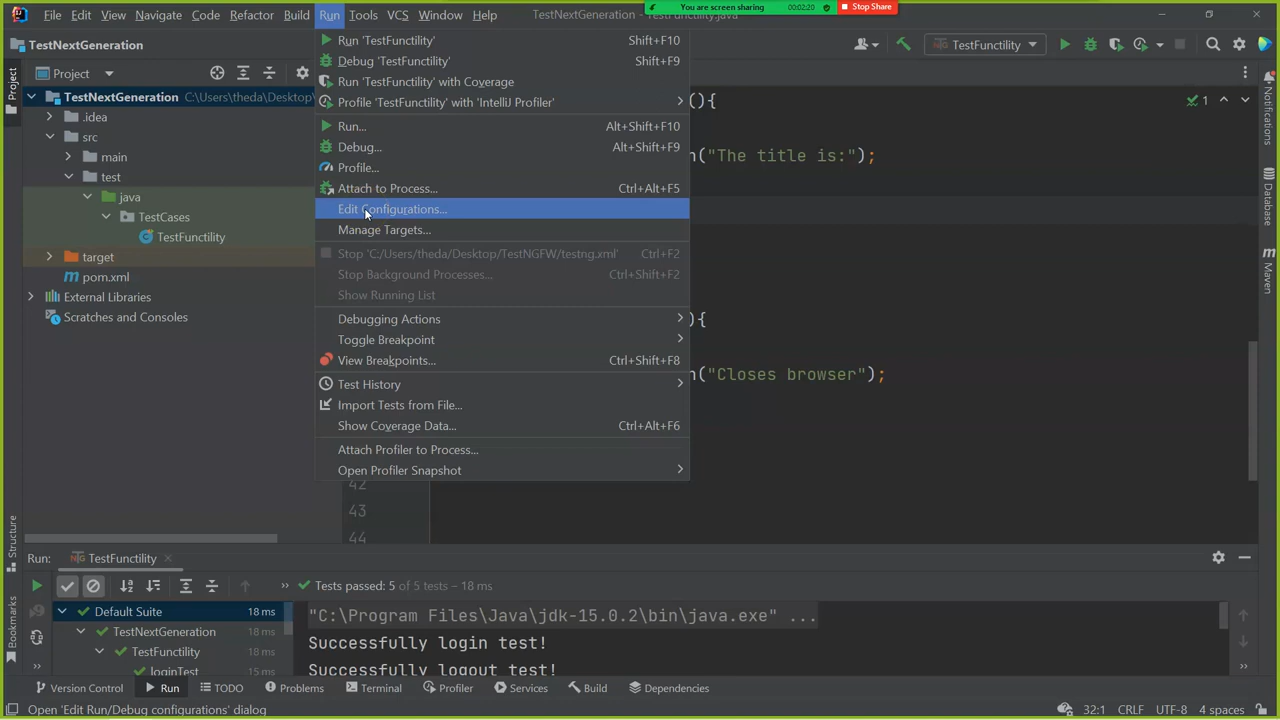 You are screen sharing 00:02:20 Stop Share
File Edit View Navigate Code Refactor Build Run Tools VCS Window Help TestNextGeneration
TestNextGeneration
TestFunctility
Project
TestNextGeneration C:\Users\theda\Desktop\
.idea
src
main
test
java
TestCases
TestFunctility
target
pom.xml
External Libraries
Scratches and Consoles
Run 'TestFunctility' Shift+F10
Debug 'TestFunctility' Shift+F9
Run 'TestFunctility' with Coverage
Profile 'TestFunctility' with 'IntelliJ Profiler'
Run... Alt+Shift+F10
Debug... Alt+Shift+F9
Profile...
Attach to Process... Ctrl+Alt+F5
Edit Configurations...
Manage Targets...
Stop 'C:/Users/theda/Desktop/TestNGFW/testng.xml' Ctrl+F2
Stop Background Processes... Ctrl+Shift+F2
Show Running List
Debugging Actions
Toggle Breakpoint
View Breakpoints... Ctrl+Shift+F8
Test History
Import Tests from File...
Show Coverage Data... Ctrl+Alt+F6
Attach Profiler to Process...
Open Profiler Snapshot
(){
n("The title is:");
){
n("Closes browser");
1
42
43
44
Project
Structure
Bookmarks
Notifications
Database
Maven
Run: TestFunctility
Tests passed: 5 of 5 tests – 18 ms
Default Suite 18 ms
TestNextGeneration 18 ms
TestFunctility 18 ms
loginTest 15 ms
"C:\Program Files\Java\jdk-15.0.2\bin\java.exe" ...
Successfully login test!
Successfully logout test!
Version Control Run TODO Problems Terminal Profiler Services Build Dependencies
Open 'Edit Run/Debug configurations' dialog 32:1 CRLF UTF-8 4 spaces